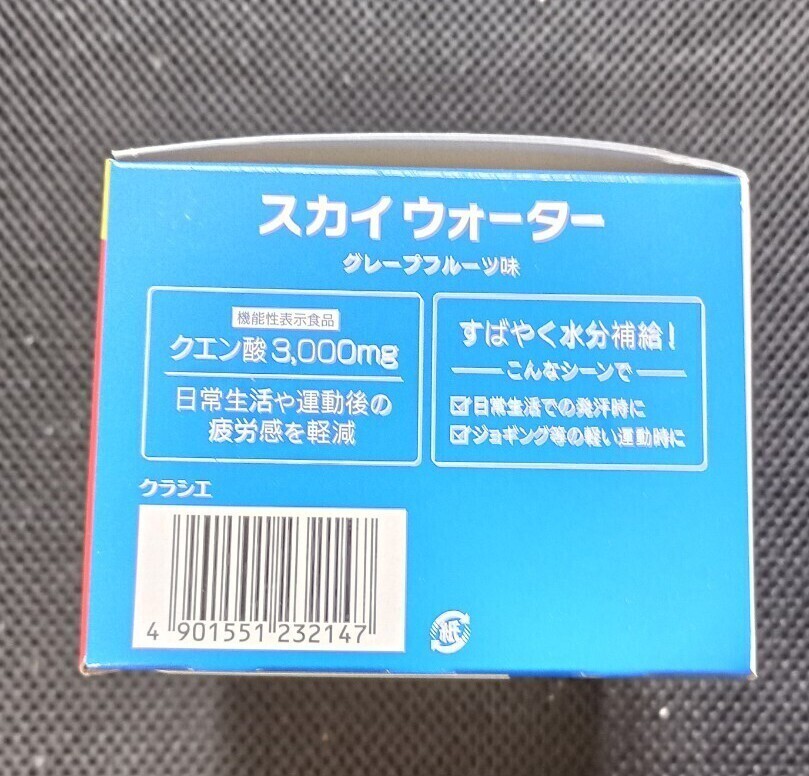 スカイ ウォーター
グレープフルーツ味
機能性表示食品
クエン酸 3,000mg
日常生活や運動後の
疲労感を軽減
すばやく水分補給!
こんなシーンで
日常生活での発汗時に
ジョギング等の軽い運動時に
クラシエ
4 901551 232147
紙